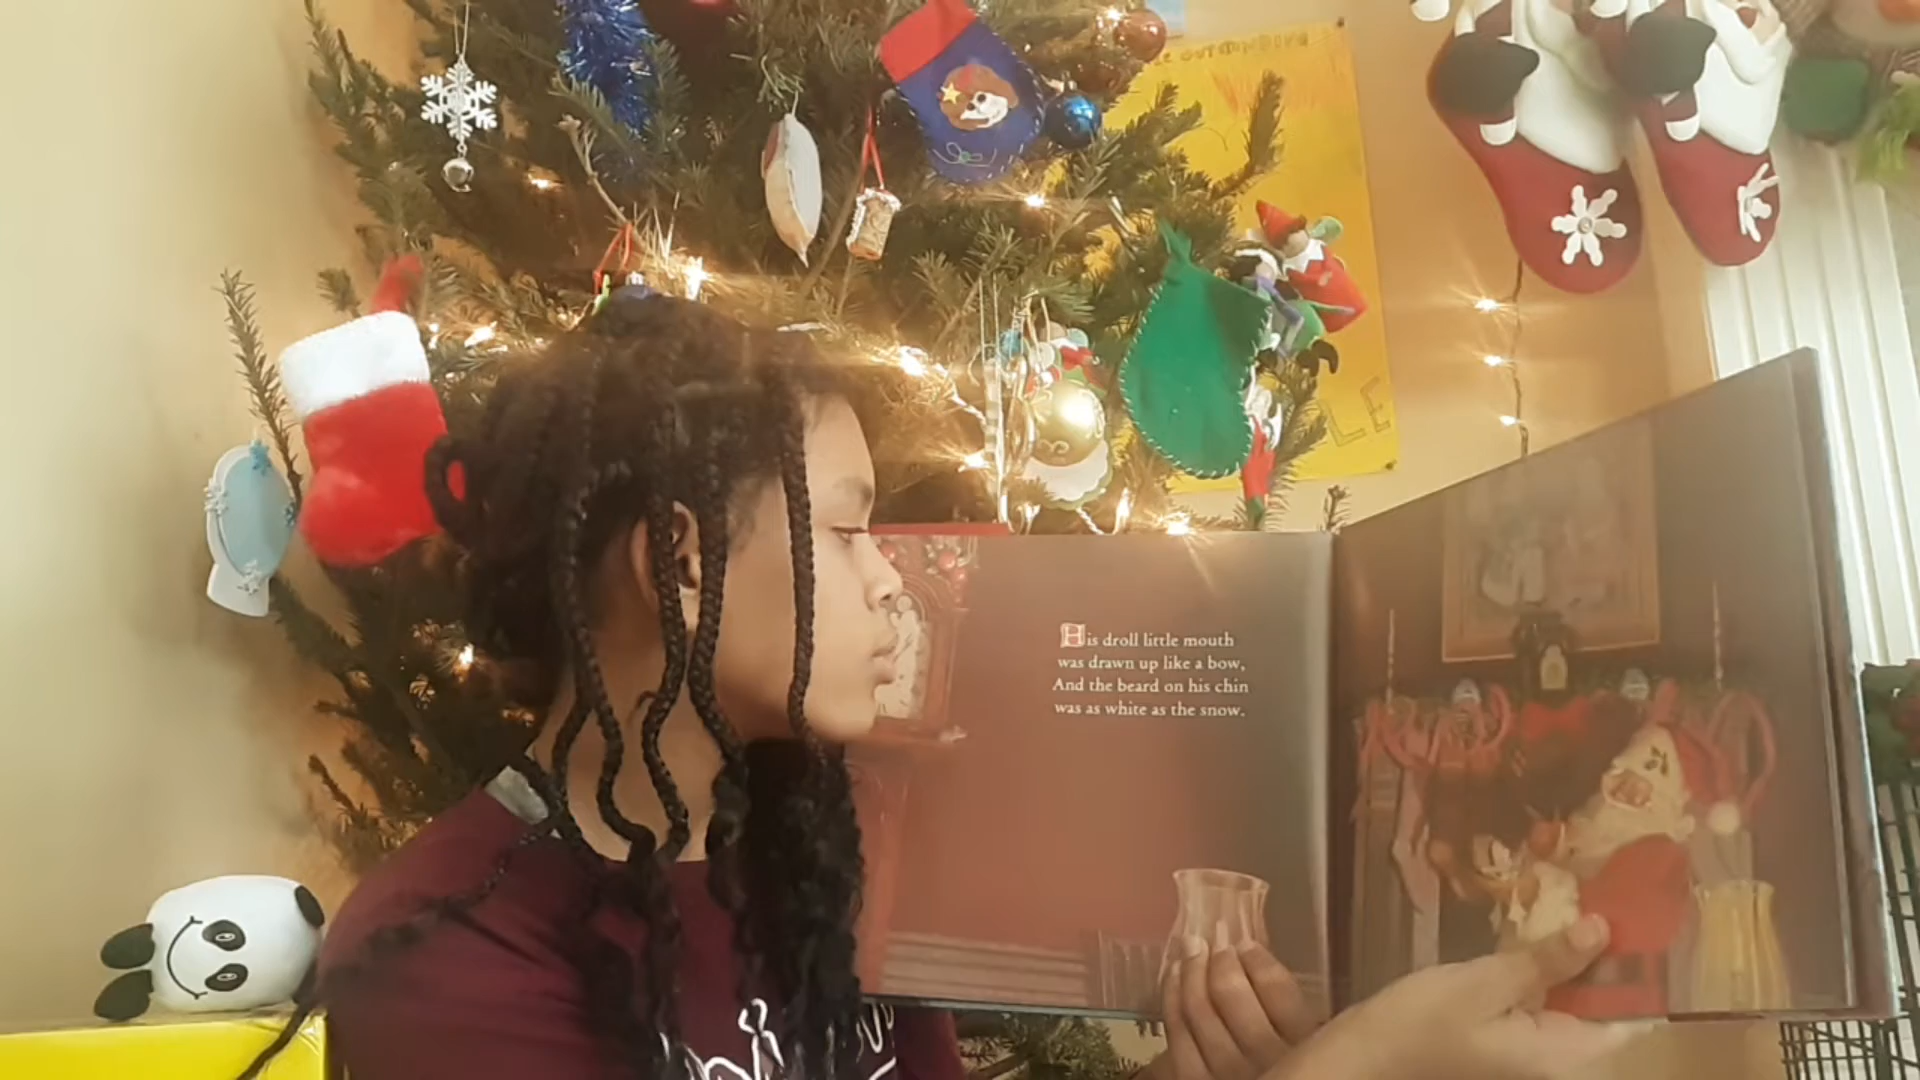 His droll little mouth
was drawn up like a bow,
And the beard on his chin
was as white as the snow.